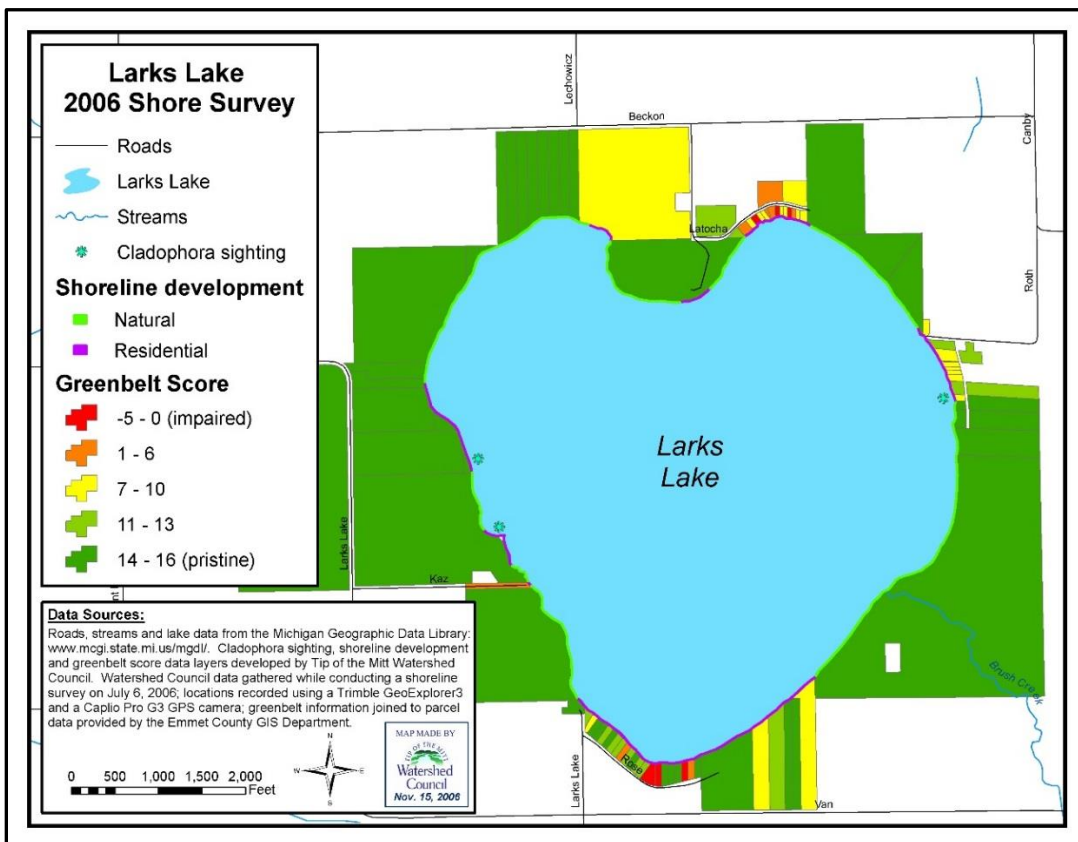 Larks Lake
2006 Shore Survey
Roads
Larks Lake
Streams
Cladophora sighting
Shoreline development
Natural
Residential
Greenbelt Score
-5 - 0 (impaired)
1 - 6
7 - 10
11 - 13
14 - 16 (pristine)
Lechowicz
Beckon
Canby
Latocha
Roth
Larks
Lake
Larks Lake
Kaz
Brush Creek
Rose
Larks Lake
Van
Data Sources:
Roads, streams and lake data from the Michigan Geographic Data Library:
www.mcgi.state.mi.us/mgdl/. Cladophora sighting, shoreline development
and greenbelt score data layers developed by Tip of the Mitt Watershed
Council. Watershed Council data gathered while conducting a shoreline
survey on July 6, 2006; locations recorded using a Trimble GeoExplorer3
and a Caplio Pro G3 GPS camera; greenbelt information joined to parcel
data provided by the Emmet County GIS Department.
N
W E
S
0 500 1,000 1,500 2,000
Feet
MAP MADE BY
TIP OF THE MITT
Watershed
Council
Nov. 15, 2006